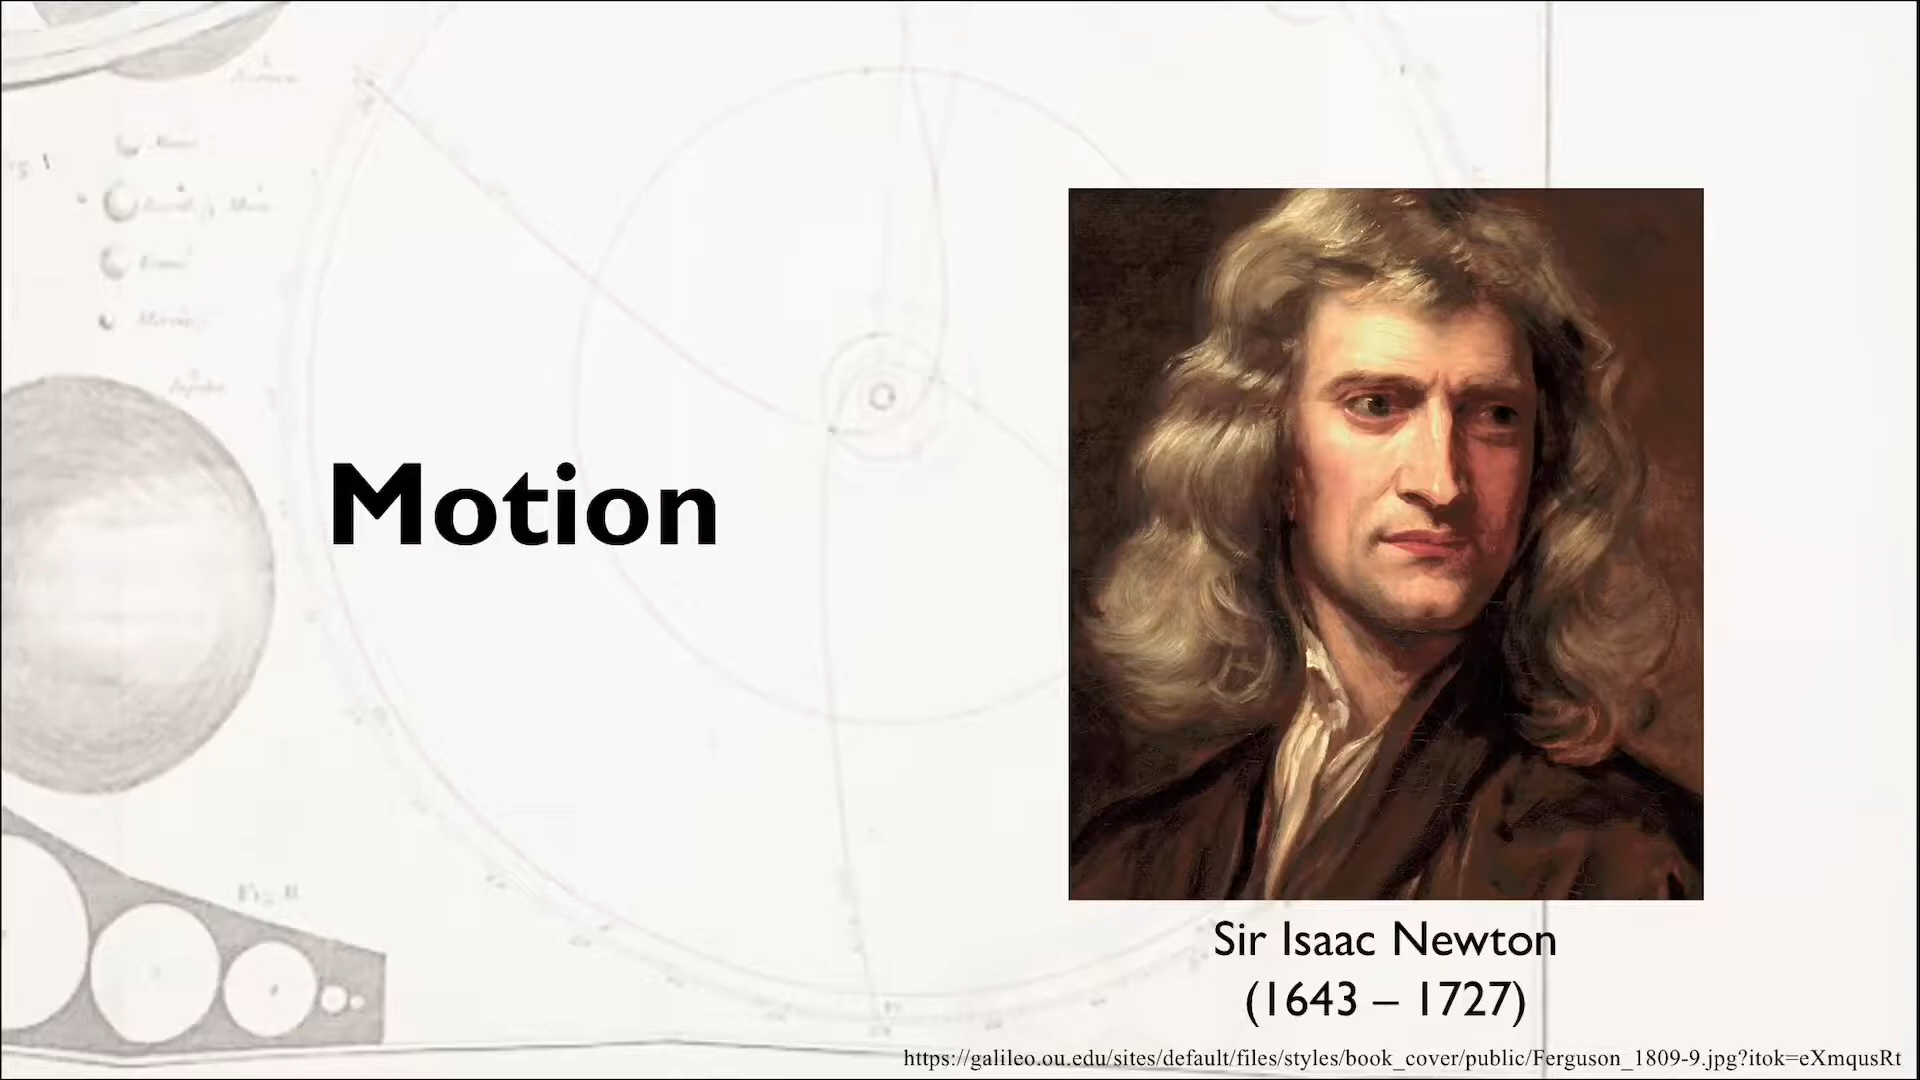 Motion
Sir Isaac Newton
(1643 – 1727)
https://galileo.ou.edu/sites/default/files/styles/book_cover/public/Ferguson_1809-9.jpg?itok=eXmqusRt